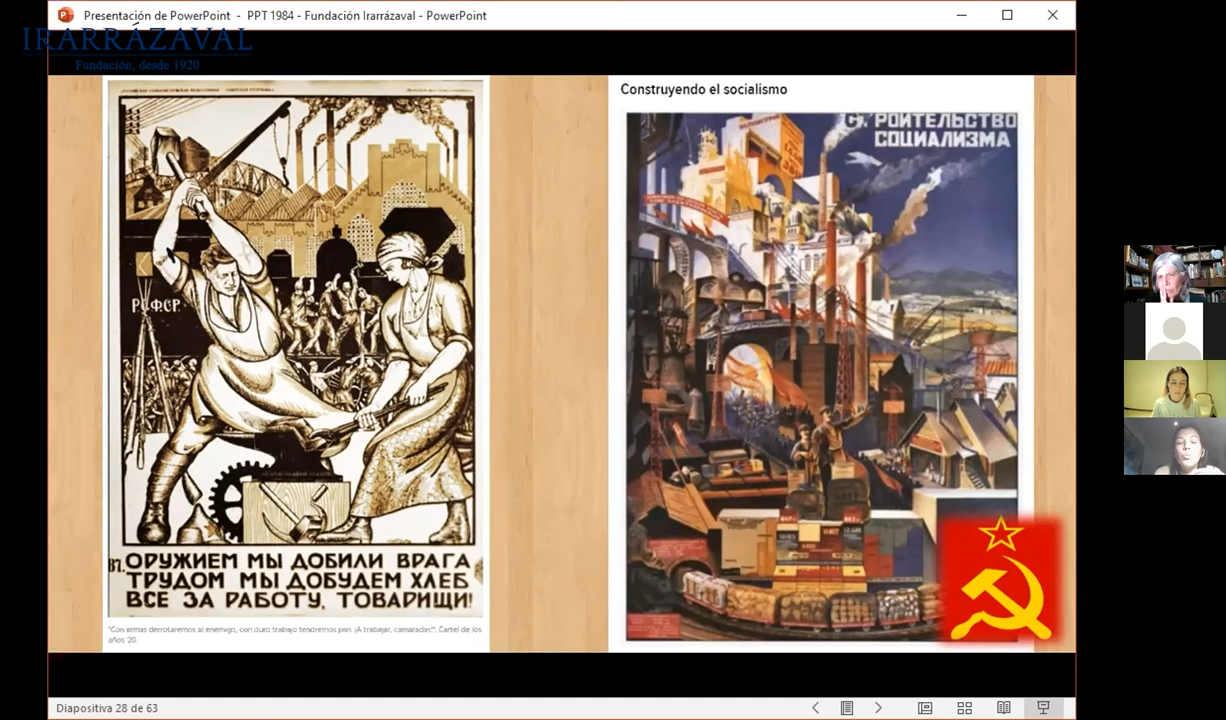 Presentación de PowerPoint - PPT 1984 - Fundación Irarrázaval - PowerPoint
IRARRÁZAVAL
Fundación, desde 1920
Construyendo el socialismo
СТРОИТЕЛЬСТВО
СОЦИАЛИЗМА
Р.С.Ф.С.Р.
ОРУЖИЕМ МЫ ДОБИЛИ ВРАГА
ТРУДОМ МЫ ДОБУДЕМ ХЛЕБ
ВСЕ ЗА РАБОТУ, ТОВАРИЩИ!
"Con armas derrotaremos al enemigo, con duro trabajo tendremos pan. ¡A trabajar, camaradas!". Cartel de los
años '20.
Diapositiva 28 de 63